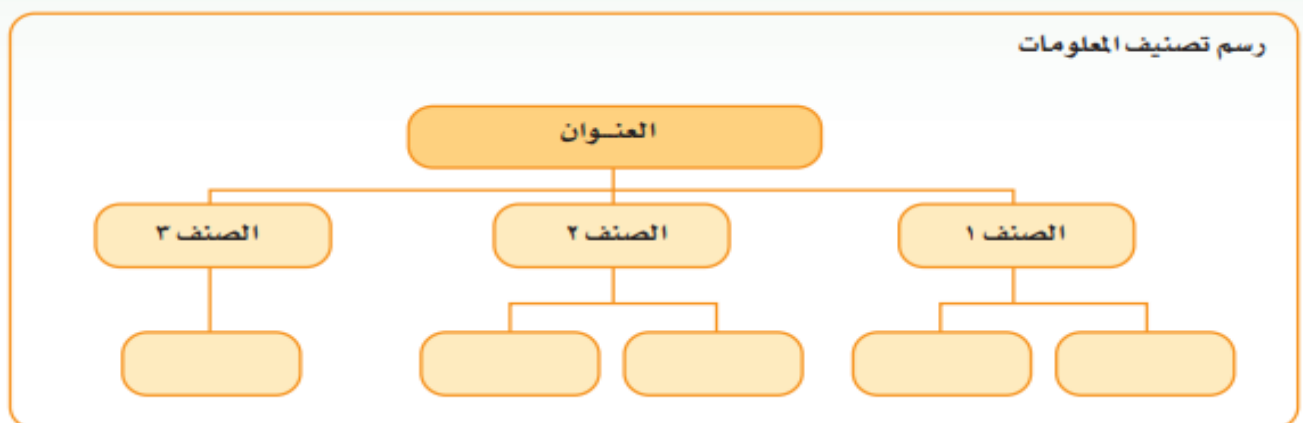 رسم تصنيف المعلومات
العنــوان
الصنف ١
الصنف ٢
الصنف ٣